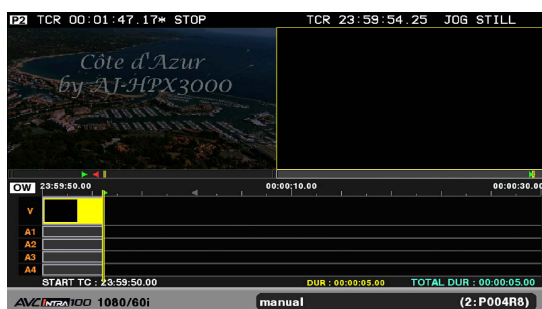 P2 TCR 00:01:47.17* STOP TCR 23:59:54.25 JOG STILL
Côte d'Azur
by AJ-HPX3000
OW 23:59:50.00 00:00:10.00 00:00:30.00
V
A1
A2
A3
A4
START TC : 23:59:50.00 DUR : 00:00:05.00 TOTAL DUR : 00:00:05.00
AVC INTRA 100 1080/60i manual (2:P004R8)